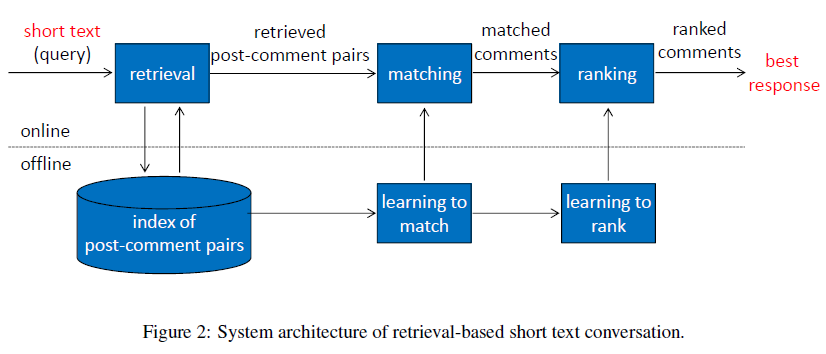 short text
(query)
retrieval
retrieved
post-comment pairs
matching
matched
comments
ranking
ranked
comments
best
response
online
offline
index of
post-comment pairs
learning to
match
learning to
rank
Figure 2: System architecture of retrieval-based short text conversation.